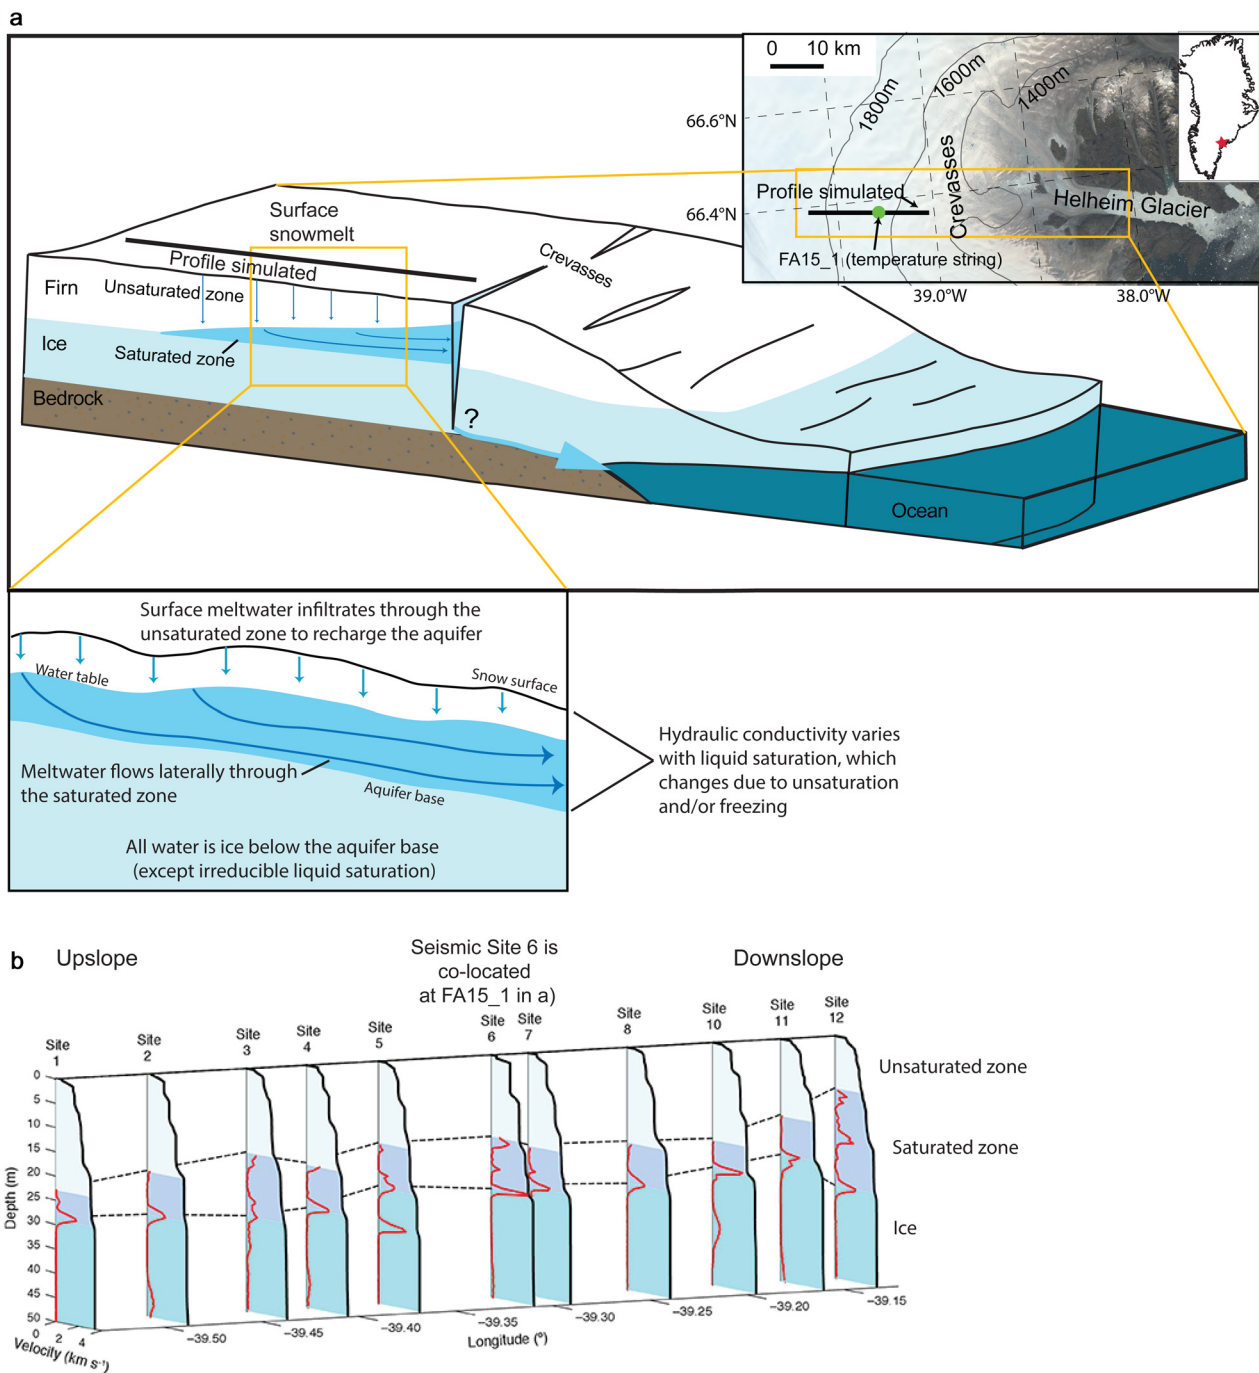 a
0 10 km
1800m
1600m
1400m
66.6°N
66.4°N
Crevasses
Profile simulated
Helheim Glacier
FA15_1 (temperature string)
39.0°W
38.0°W
Surface
snowmelt
Profile simulated
Crevasses
Firn
Unsaturated zone
Ice
Saturated zone
Bedrock
?
Ocean
Surface meltwater infiltrates through the
unsaturated zone to recharge the aquifer
Water table
Snow surface
Meltwater flows laterally through
the saturated zone
Aquifer base
All water is ice below the aquifer base
(except irreducible liquid saturation)
Hydraulic conductivity varies
with liquid saturation, which
changes due to unsaturation
and/or freezing
b
Upslope
Seismic Site 6 is
co-located
at FA15_1 in a)
Downslope
Site
1
Site
2
Site
3
Site
4
Site
5
Site
6
Site
7
Site
8
Site
10
Site
11
Site
12
Unsaturated zone
Saturated zone
Ice
Depth (m)
0
5
10
15
20
25
30
35
40
45
50
0 2 4
Velocity (km s⁻¹)
−39.50
−39.45
−39.40
−39.35
−39.30
−39.25
−39.20
−39.15
Longitude (°)